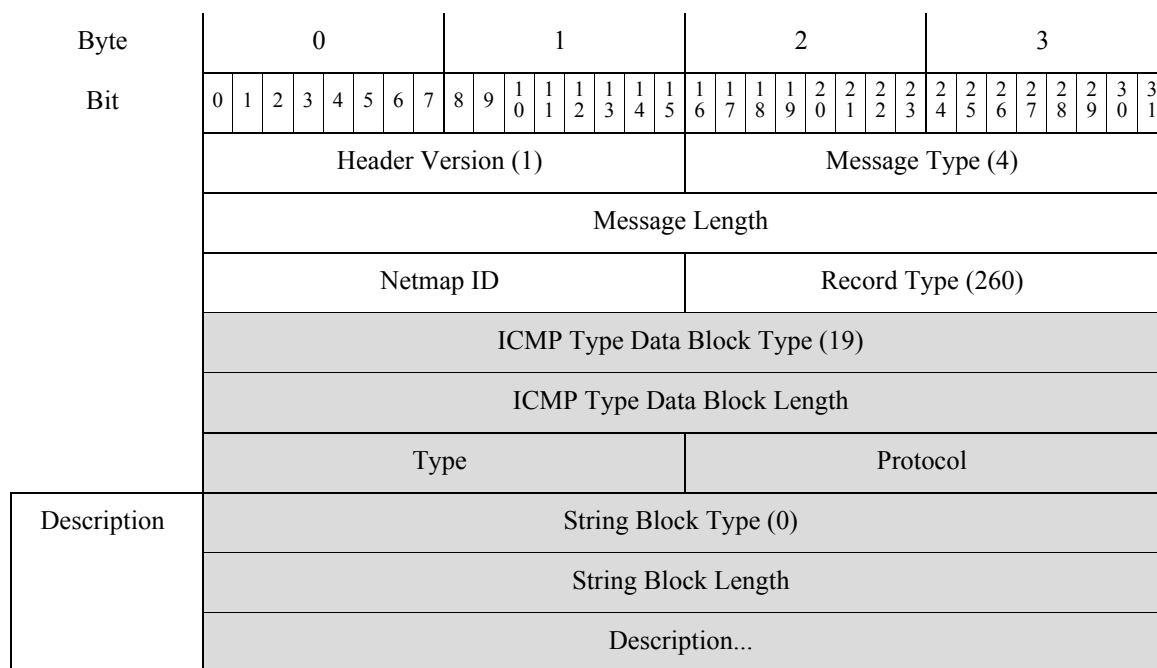 Byte 0 1 2 3
Bit 0 1 2 3 4 5 6 7 8 9 10 11 12 13 14 15 16 17 18 19 20 21 22 23 24 25 26 27 28 29 30 31
Header Version (1) Message Type (4)
Message Length
Netmap ID Record Type (260)
ICMP Type Data Block Type (19)
ICMP Type Data Block Length
Type Protocol
Description String Block Type (0)
String Block Length
Description...